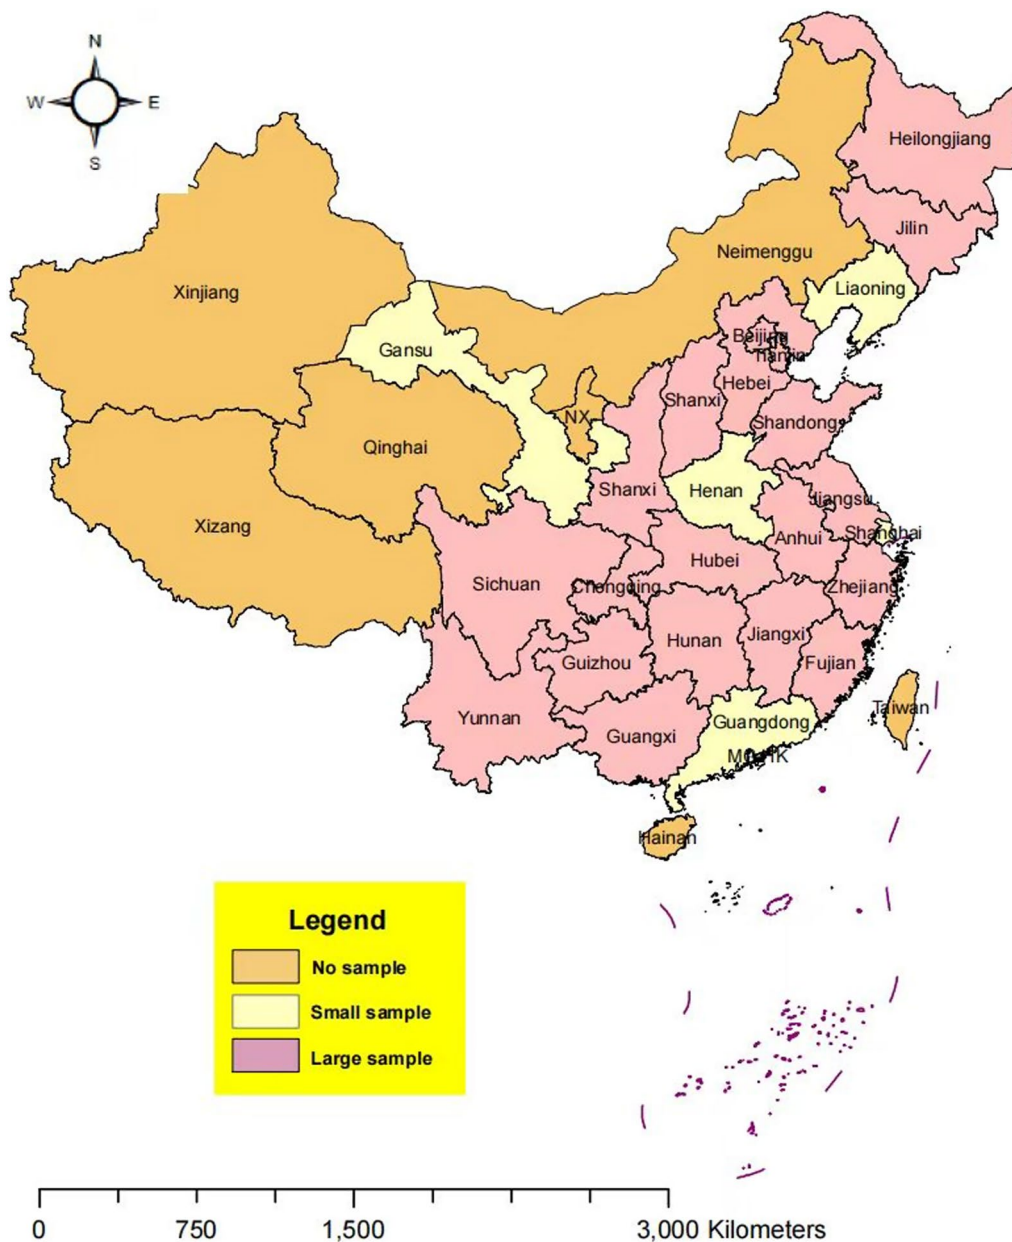 N
W E
S
Heilongjiang
Jilin
Neimenggu
Liaoning
Xinjiang
Beijing
Tianjin
Gansu
Hebei
Shanxi
NX
Shandong
Qinghai
Shanxi
Henan
Jiangsu
Xizang
Shanghai
Anhui
Hubei
Sichuan
Chongqing
Zhejiang
Hunan
Jiangxi
Guizhou
Fujian
Taiwan
Yunnan
Guangdong
Guangxi
HK
Hainan
Legend
No sample
Small sample
Large sample
0 750 1,500 3,000 Kilometers